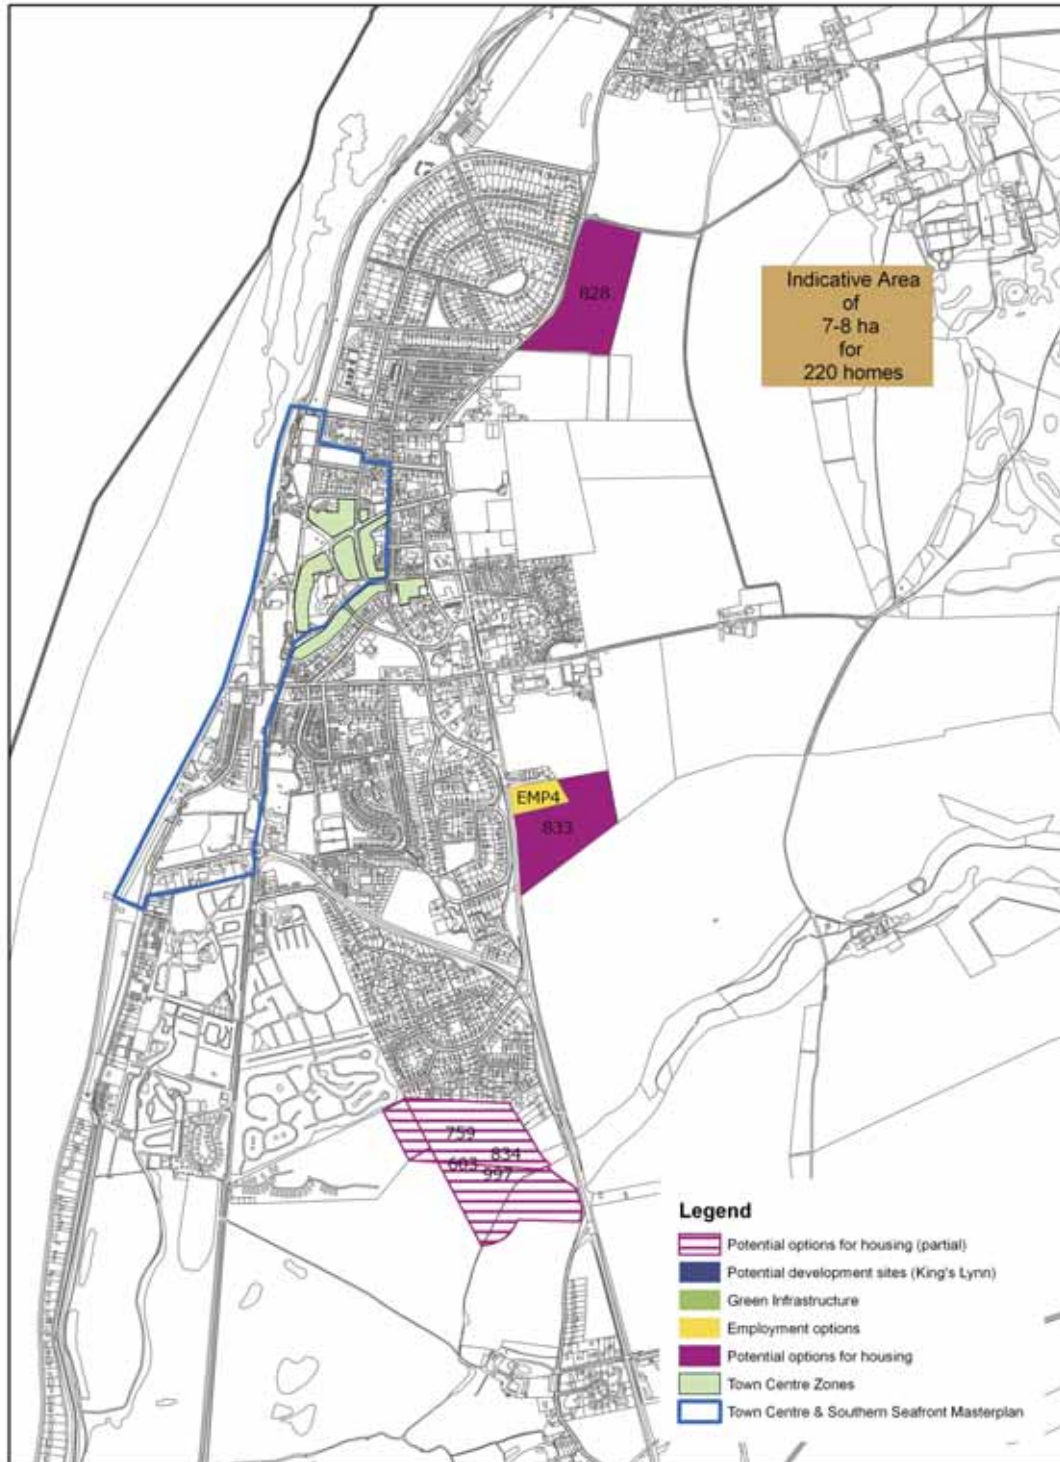 828
Indicative Area
of
7-8 ha
for
220 homes
EMP4
833
759
834
603
997
Legend
Potential options for housing (partial)
Potential development sites (King's Lynn)
Green Infrastructure
Employment options
Potential options for housing
Town Centre Zones
Town Centre & Southern Seafront Masterplan